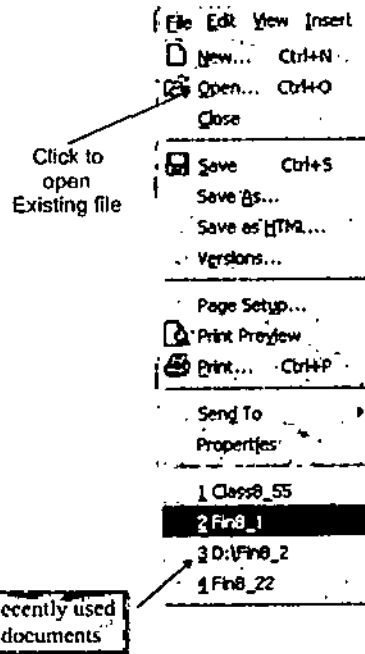 File Edit View Insert
New... Ctrl+N
Open... Ctrl+O
Close
Click to
open
Existing file
Save Ctrl+S
Save As...
Save as HTML...
Versions...
Page Setup...
Print Preview
Print... Ctrl+P
Send To
Properties
1 Class8_55
2 Fin8_1
3 D:\Fin8_2
4 Fin8_22
ecently used
documents